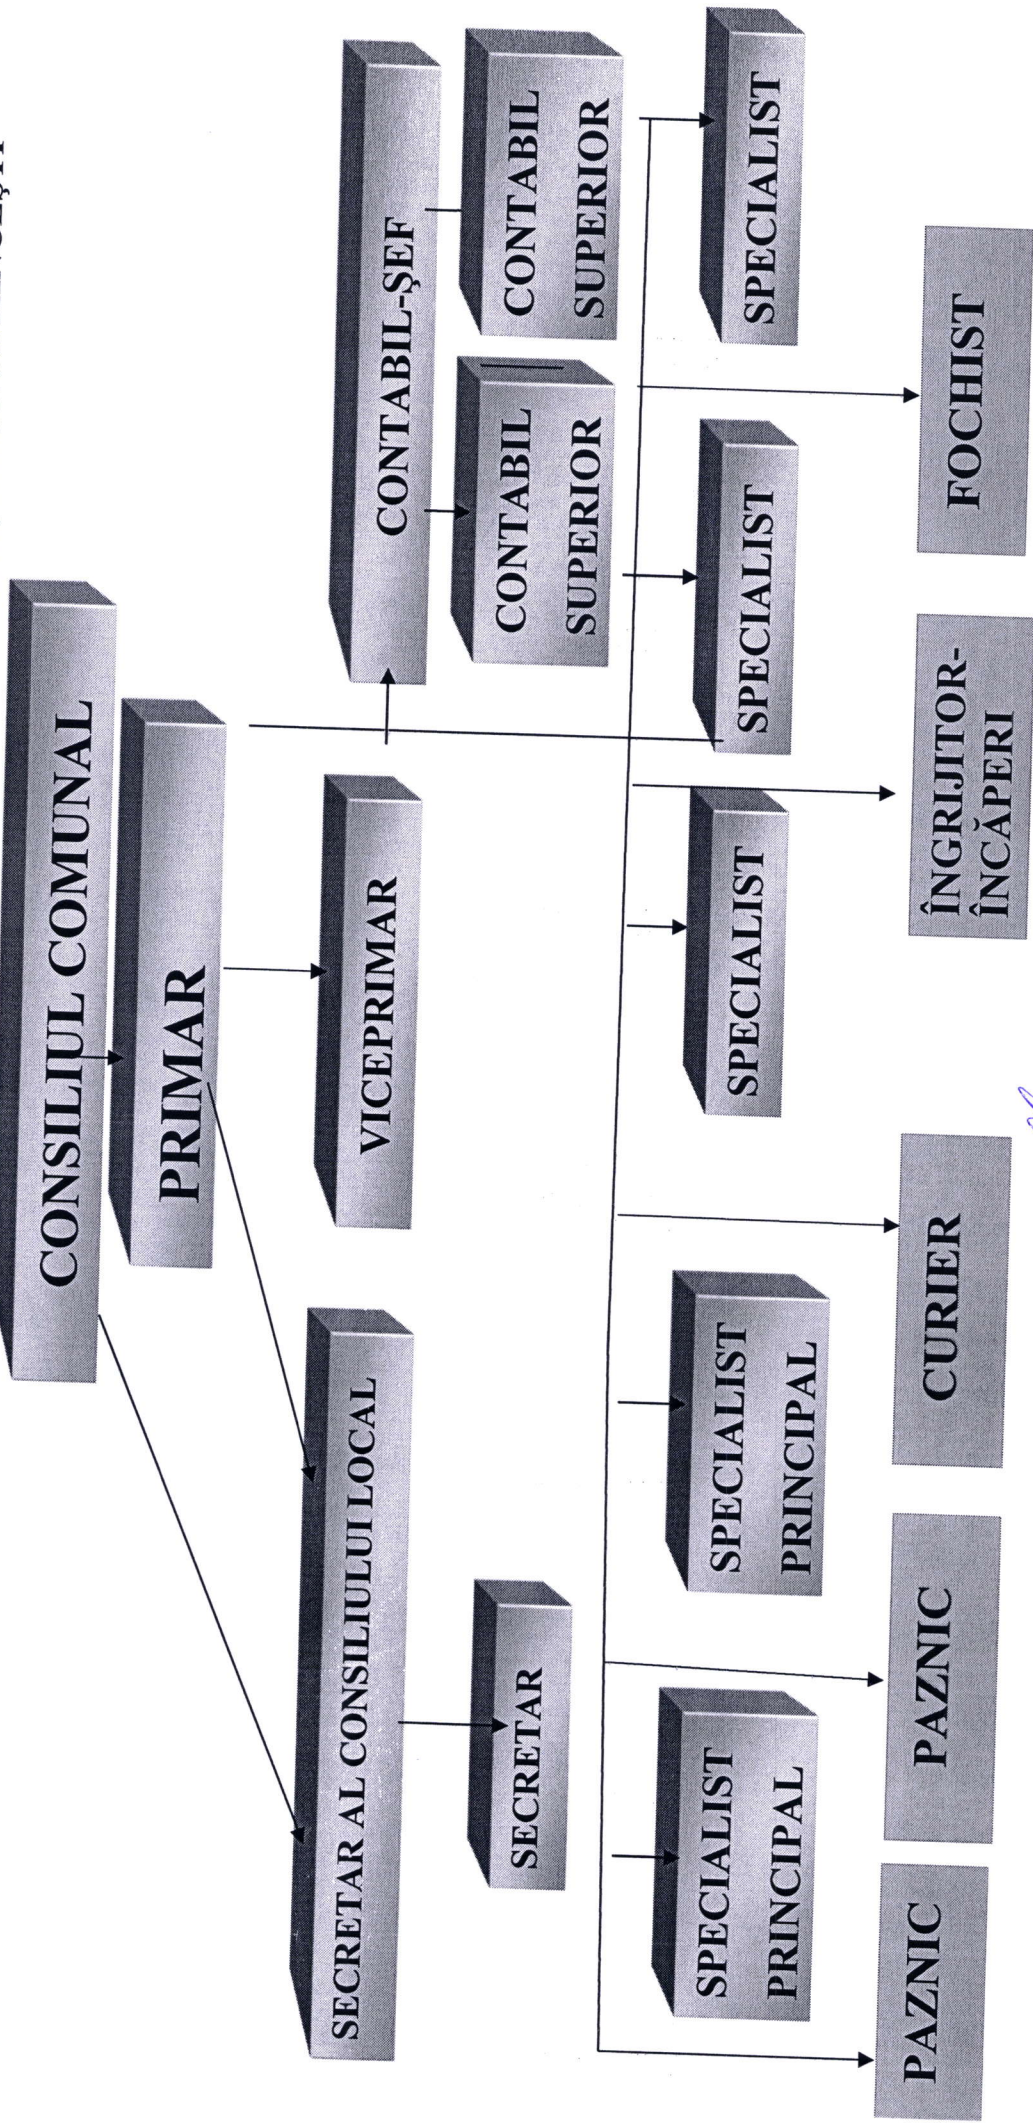 CONSILIUL COMUNAL
PRIMAR
SECRETAR AL CONSILIULUI LOCAL
VICEPRIMAR
CONTABIL-ŞEF
SECRETAR
CONTABIL
SUPERIOR
CONTABIL
SUPERIOR
SPECIALIST
PRINCIPAL
SPECIALIST
PRINCIPAL
SPECIALIST
SPECIALIST
SPECIALIST
PAZNIC
PAZNIC
CURIER
ÎNGRIJITOR-
ÎNCĂPERI
FOCHIST